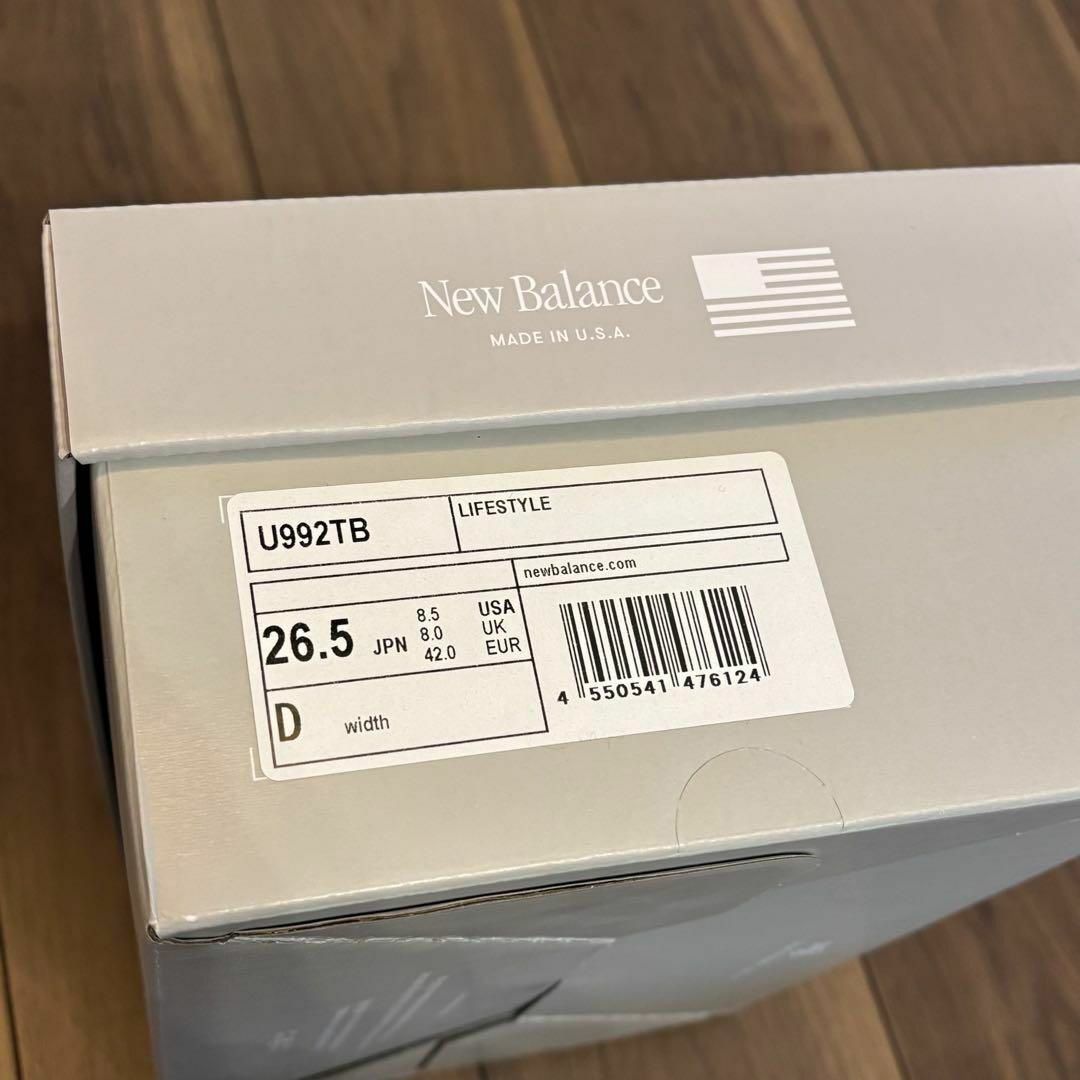 New Balance
MADE IN U.S.A.
U992TB
LIFESTYLE
newbalance.com
26.5 JPN
8.5 USA
8.0 UK
42.0 EUR
D width
4 550541 476124